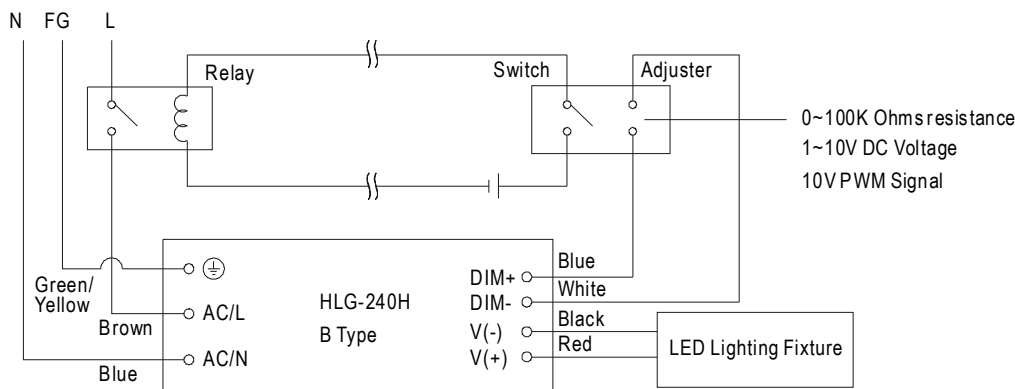 N FG L
Relay
Switch
Adjuster
0~100K Ohms resistance
1~10V DC Voltage
10V PWM Signal
Green/
Yellow
Brown
Blue
AC/L
AC/N
HLG-240H
B Type
DIM+
DIM-
V(-)
V(+)
Blue
White
Black
Red
LED Lighting Fixture